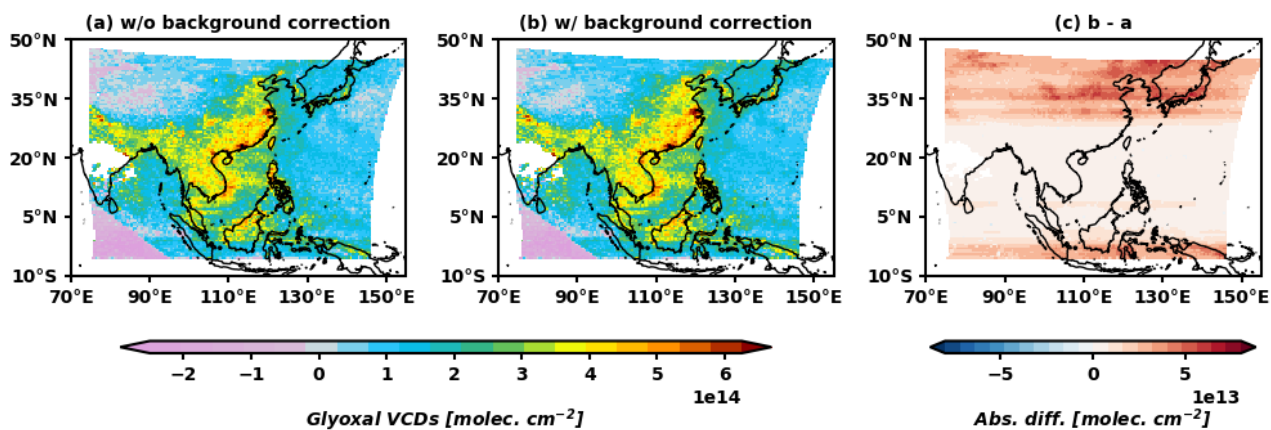 (a) w/o background correction (b) w/ background correction (c) b - a
50°N 50°N 50°N
35°N 35°N 35°N
20°N 20°N 20°N
5°N 5°N 5°N
10°S 10°S 10°S
70°E 90°E 110°E 130°E 150°E 70°E 90°E 110°E 130°E 150°E 70°E 90°E 110°E 130°E 150°E
−2 −1 0 1 2 3 4 5 6 −5 0 5
1e14 1e13
Glyoxal VCDs [molec. cm⁻²] Abs. diff. [molec. cm⁻²]